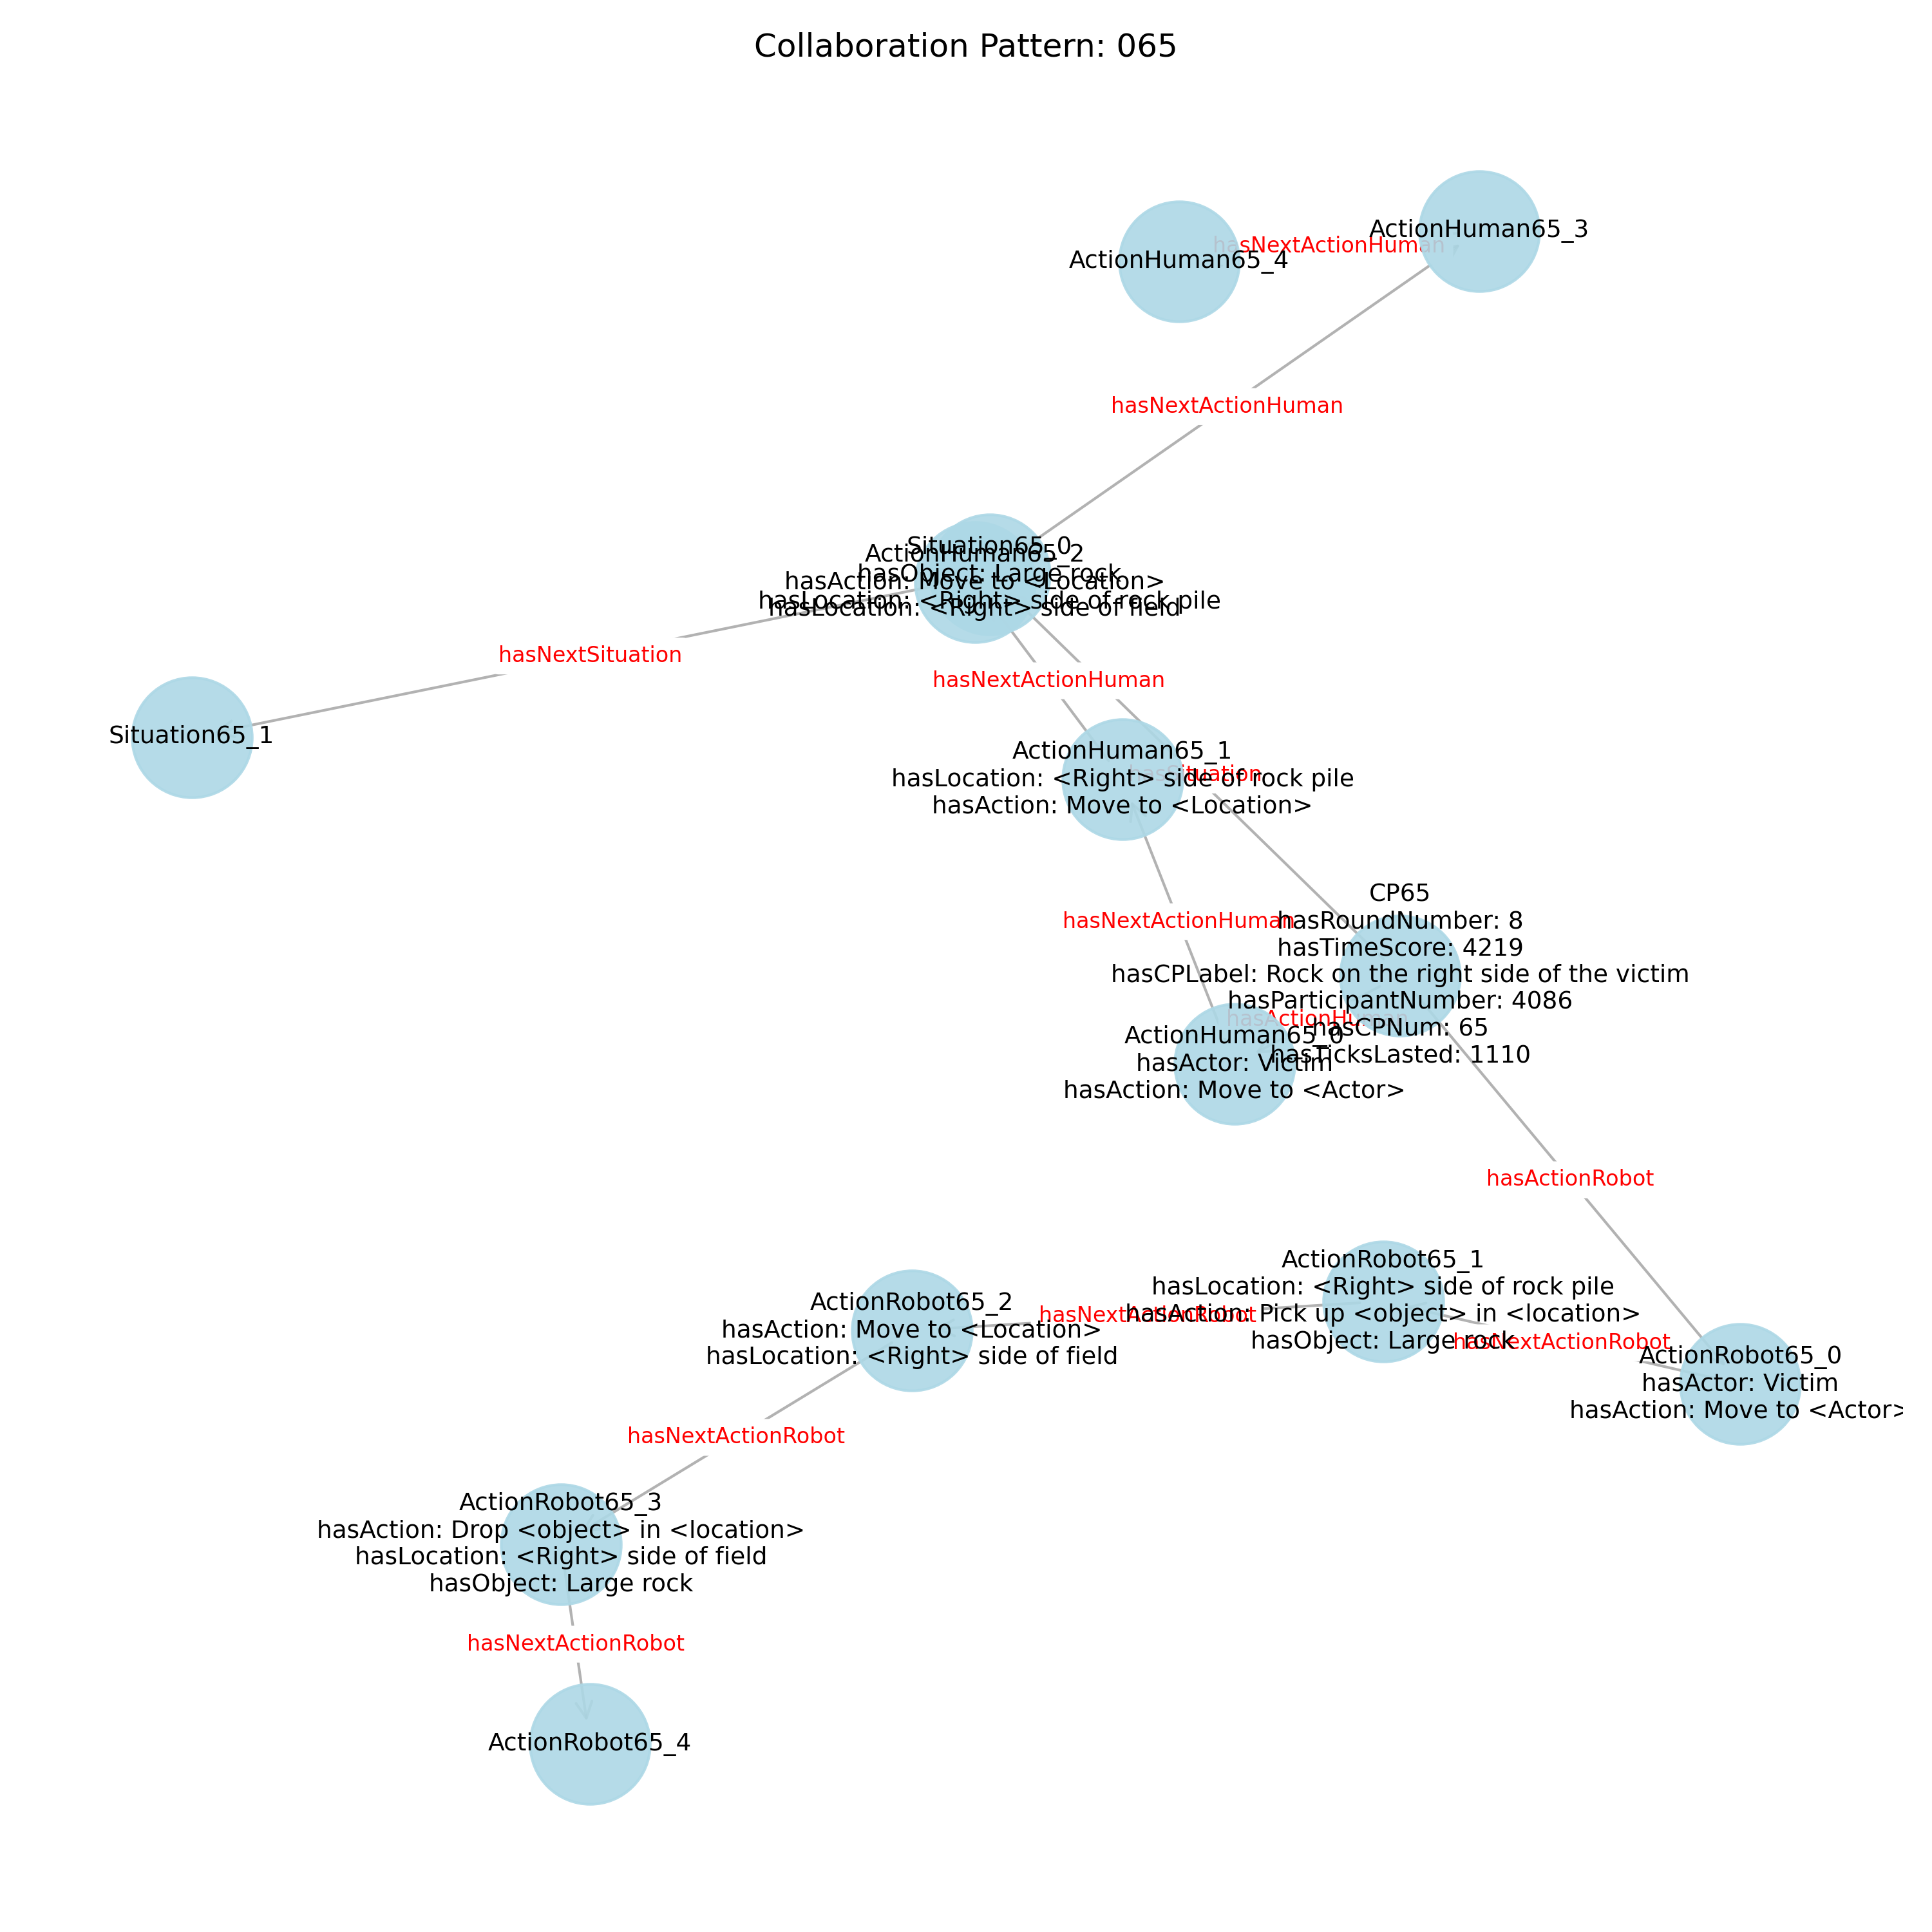 Collaboration Pattern: 065
ActionHuman65_3
hasNextActionHuman
ActionHuman65_4
hasNextActionHuman
Situation65_0
hasObject: Large rock
hasLocation: <Right> side of rock pile
ActionHuman65_2
hasAction: Move to <Location>
hasLocation: <Right> side of field
hasNextSituation
hasNextActionHuman
Situation65_1
ActionHuman65_1
hasLocation: <Right> side of rock pile
hasAction: Move to <Location>
hasSituation
CP65
hasRoundNumber: 8
hasTimeScore: 4219
hasCPLabel: Rock on the right side of the victim
hasParticipantNumber: 4086
hasCPNum: 65
hasTicksLasted: 1110
hasNextActionHuman
hasActionHuman
ActionHuman65_0
hasActor: Victim
hasAction: Move to <Actor>
hasActionRobot
ActionRobot65_1
hasLocation: <Right> side of rock pile
hasAction: Pick up <object> in <location>
hasObject: Large rock
hasNextActionRobot
hasNextActionRobot
ActionRobot65_2
hasAction: Move to <Location>
hasLocation: <Right> side of field
ActionRobot65_0
hasActor: Victim
hasAction: Move to <Actor>
hasNextActionRobot
ActionRobot65_3
hasAction: Drop <object> in <location>
hasLocation: <Right> side of field
hasObject: Large rock
hasNextActionRobot
ActionRobot65_4